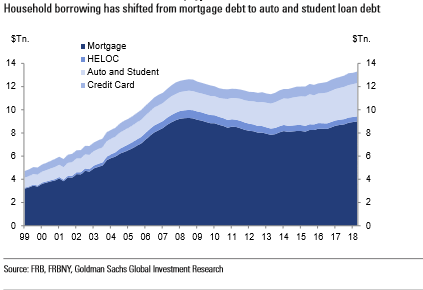 Household borrowing has shifted from mortgage debt to auto and student loan debt
$Tn. $Tn.
Mortgage
HELOC
Auto and Student
Credit Card
14 14
12 12
10 10
8 8
6 6
4 4
2 2
0 0
99 00 01 02 03 04 05 06 07 08 09 10 11 12 13 14 15 16 17 18
Source: FRB, FRBNY, Goldman Sachs Global Investment Research